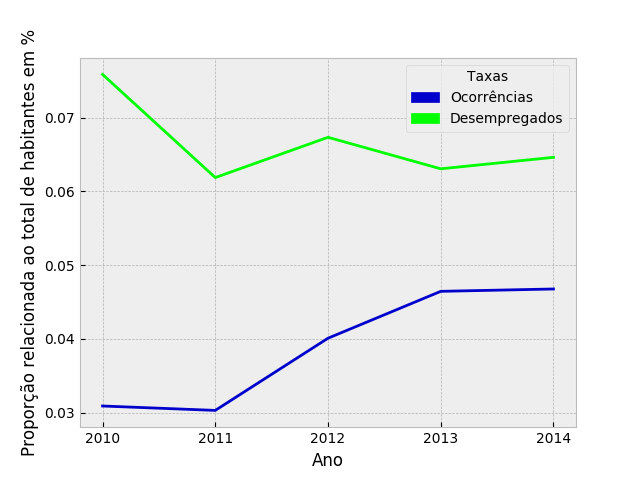 Proporção relacionada ao total de habitantes em %
0.07
0.06
0.05
0.04
0.03
Taxas
Ocorrências
Desempregados
2010 2011 2012 2013 2014
Ano